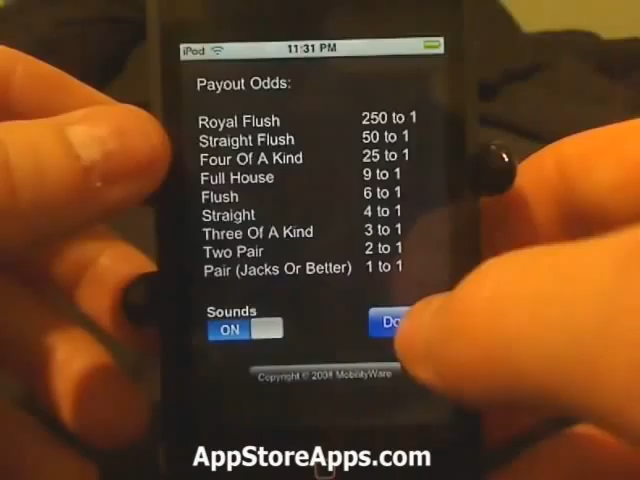 iPod 11:31 PM
Payout Odds:
Royal Flush 250 to 1
Straight Flush 50 to 1
Four Of A Kind 25 to 1
Full House 9 to 1
Flush 6 to 1
Straight 4 to 1
Three Of A Kind 3 to 1
Two Pair 2 to 1
Pair (Jacks Or Better) 1 to 1
Sounds
ON
Copyright © 2008 MobilityWare
AppStoreApps.com